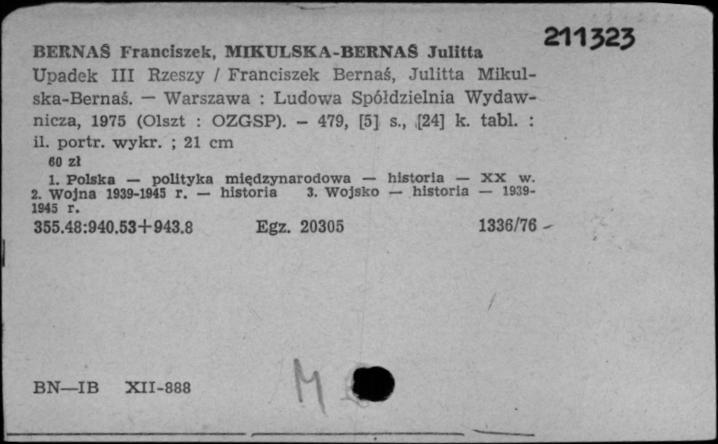 211323
BERNAŚ Franciszek, MIKULSKA-BERNAŚ Julitta
Upadek III Rzeszy / Franciszek Bernaś, Julitta Mikul-
ska-Bernaś. — Warszawa : Ludowa Spółdzielnia Wydaw-
nicza, 1975 (Olszt : OZGSP). — 479, [5] s., [24] k. tabl. :
il. portr. wykr. ; 21 cm
60 zł
1. Polska — polityka międzynarodowa — historia — XX w.
2. Wojna 1939-1945 r. — historia 3. Wojsko — historia — 1939-
1945 r.
355.48:940.53+943.8 Egz. 20305 1336/76 -
BN—IB XII-888 M